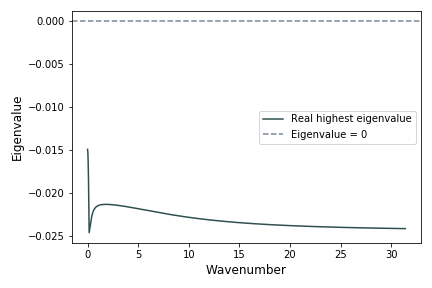 0.000
−0.005
−0.010
−0.015
−0.020
−0.025
Eigenvalue
Real highest eigenvalue
Eigenvalue = 0
0 5 10 15 20 25 30
Wavenumber